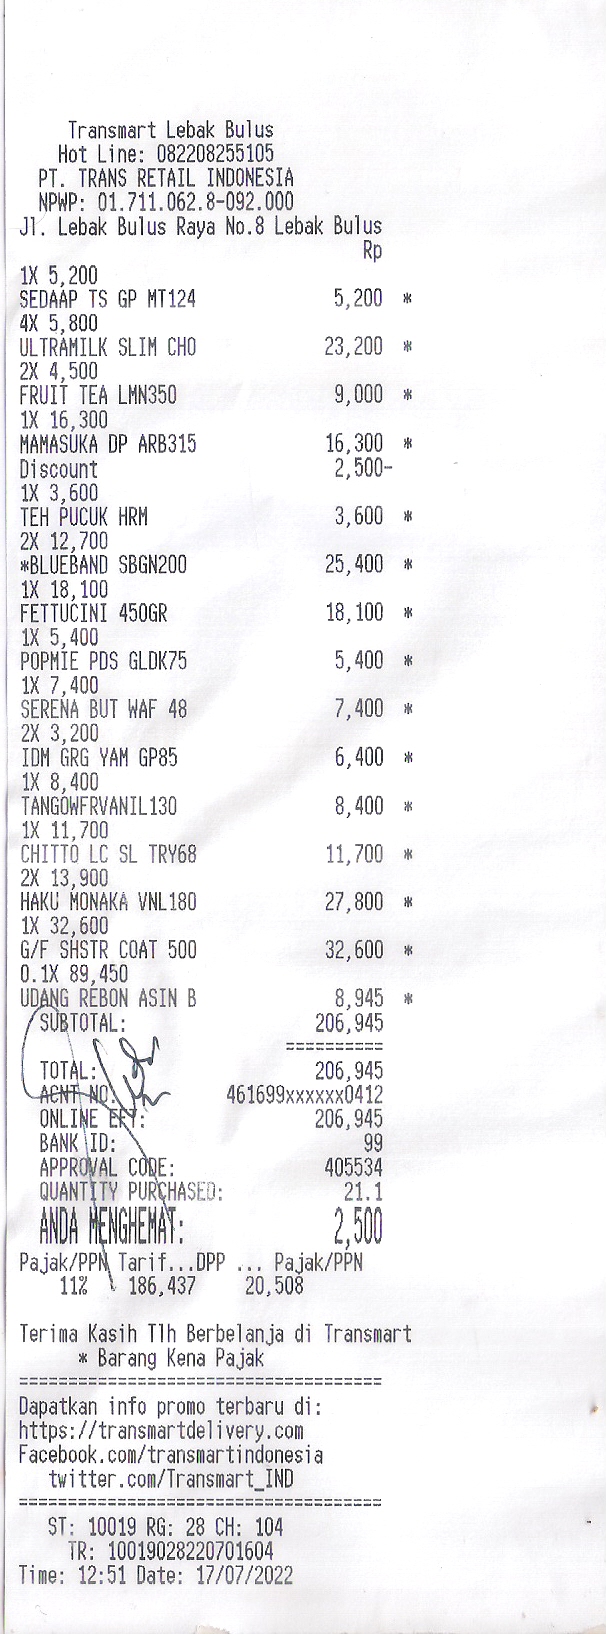 Transmart Lebak Bulus
Hot Line: 082208255105
PT. TRANS RETAIL INDONESIA
NPWP: 01.711.062.8-092.000
Jl. Lebak Bulus Raya No.8 Lebak Bulus
Rp
1X 5,200
SEDAAP TS GP MT124 5,200 *
4X 5,800
ULTRAMILK SLIM CHO 23,200 *
2X 4,500
FRUIT TEA LMN350 9,000 *
1X 16,300
MAMASUKA DP ARB315 16,300 *
Discount 2,500-
1X 3,600
TEH PUCUK HRM 3,600 *
2X 12,700
*BLUEBAND SBGN200 25,400 *
1X 18,100
FETTUCINI 450GR 18,100 *
1X 5,400
POPMIE PDS GLDK75 5,400 *
1X 7,400
SERENA BUT WAF 48 7,400 *
2X 3,200
IDM GRG YAM GP85 6,400 *
1X 8,400
TANGOWFRVANIL130 8,400 *
1X 11,700
CHITTO LC SL TRY68 11,700 *
2X 13,900
HAKU MONAKA VNL180 27,800 *
1X 32,600
G/F SHSTR COAT 500 32,600 *
0.1X 89,450
UDANG REBON ASIN B 8,945 *
SUBTOTAL: 206,945
==========
TOTAL: 206,945
ACNT NO: 461699xxxxxx0412
ONLINE EFT: 206,945
BANK ID: 99
APPROVAL CODE: 405534
QUANTITY PURCHASED: 21.1
ANDA MENGHEMAT: 2,500
Pajak/PPN Tarif...DPP ... Pajak/PPN
11% 186,437 20,508
Terima Kasih Tlh Berbelanja di Transmart
* Barang Kena Pajak
=====================================
Dapatkan info promo terbaru di:
https://transmartdelivery.com
Facebook.com/transmartindonesia
twitter.com/Transmart_IND
=====================================
ST: 10019 RG: 28 CH: 104
TR: 10019028220701604
Time: 12:51 Date: 17/07/2022